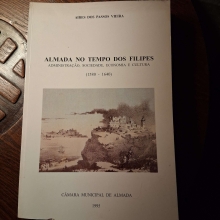 AIRES DOS PASSOS VIEIRA
ALMADA NO TEMPO DOS FILIPES
ADMINISTRAÇÃO, SOCIEDADE, ECONOMIA E CULTURA
(1580 - 1640)
CÂMARA MUNICIPAL DE ALMADA
1995